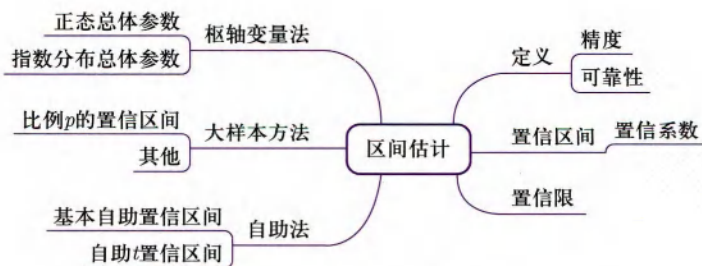 正态总体参数
指数分布总体参数
枢轴变量法
比例p的置信区间
其他
大样本方法
基本自助置信区间
自助t置信区间
自助法
区间估计
定义
精度
可靠性
置信区间
置信系数
置信限